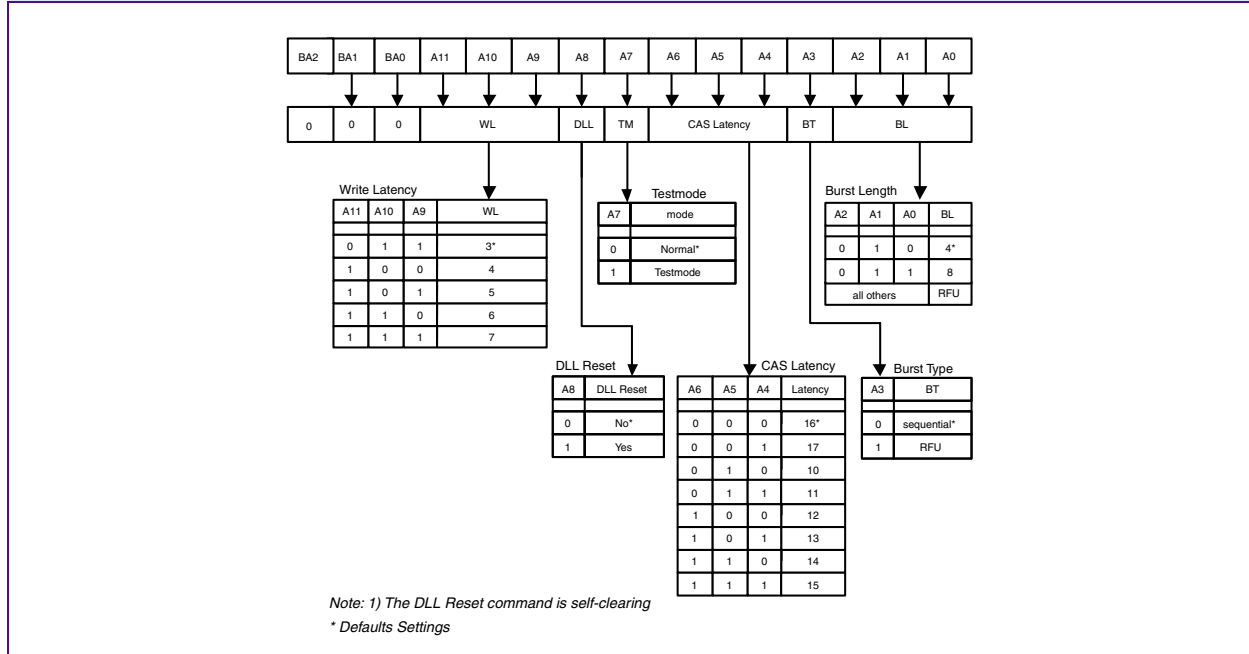 BA2 BA1 BA0 A11 A10 A9 A8 A7 A6 A5 A4 A3 A2 A1 A0
0 0 0 WL DLL TM CAS Latency BT BL
Write Latency
A11 A10 A9 WL
0 1 1 3*
1 0 0 4
1 0 1 5
1 1 0 6
1 1 1 7
Testmode
A7 mode
0 Normal*
1 Testmode
Burst Length
A2 A1 A0 BL
0 1 0 4*
0 1 1 8
all others RFU
DLL Reset
A8 DLL Reset
0 No*
1 Yes
CAS Latency
A6 A5 A4 Latency
0 0 0 16*
0 0 1 17
0 1 0 10
0 1 1 11
1 0 0 12
1 0 1 13
1 1 0 14
1 1 1 15
Burst Type
A3 BT
0 sequential*
1 RFU
Note: 1) The DLL Reset command is self-clearing
* Defaults Settings